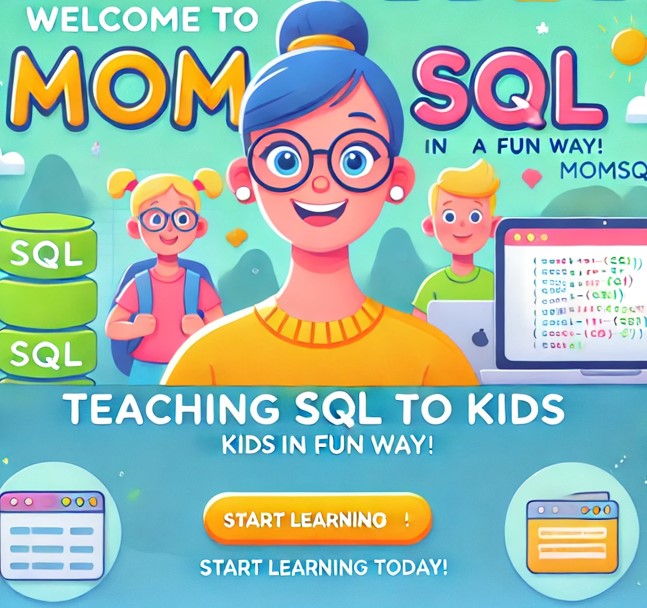 WELCOME TO
MOM SQL
IN A FUN WAY!
MOMSQ
SQL
SQL
TEACHING SQL TO KIDS
KIDS IN FUN WAY!
START LEARNING !
START LEARNING TODAY!